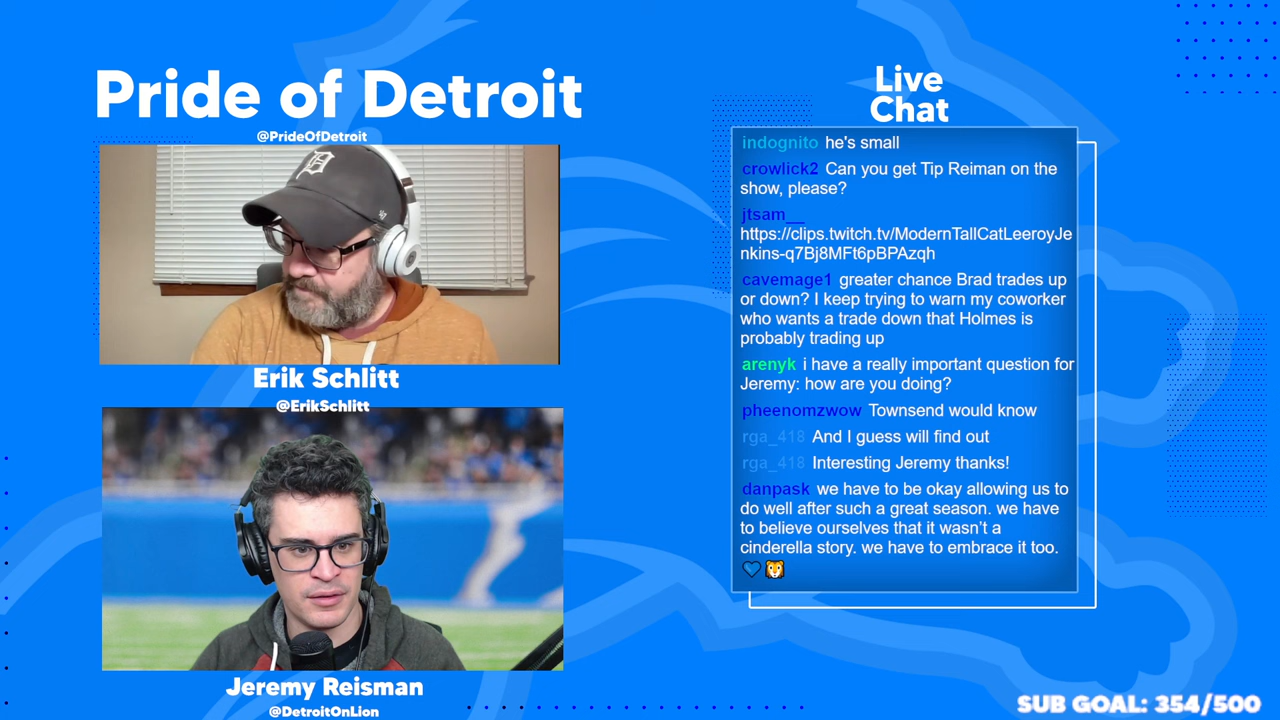 Pride of Detroit
@PrideOfDetroit
D
Erik Schlitt
@ErikSchlitt
Jeremy Reisman
@DetroitOnLion
Live
Chat
indognito he's small
crowlick2 Can you get Tip Reiman on the
show, please?
jtsam__
https://clips.twitch.tv/ModernTallCatLeeroyJe
nkins-q7Bj8MFt6pBPAzqh
cavemage1 greater chance Brad trades up
or down? I keep trying to warn my coworker
who wants a trade down that Holmes is
probably trading up
arenyk i have a really important question for
Jeremy: how are you doing?
pheenomzwow Townsend would know
rga_418 And I guess will find out
rga_418 Interesting Jeremy thanks!
danpask we have to be okay allowing us to
do well after such a great season. we have
to believe ourselves that it wasn't a
cinderella story. we have to embrace it too.
💙🐯
SUB GOAL: 354/500